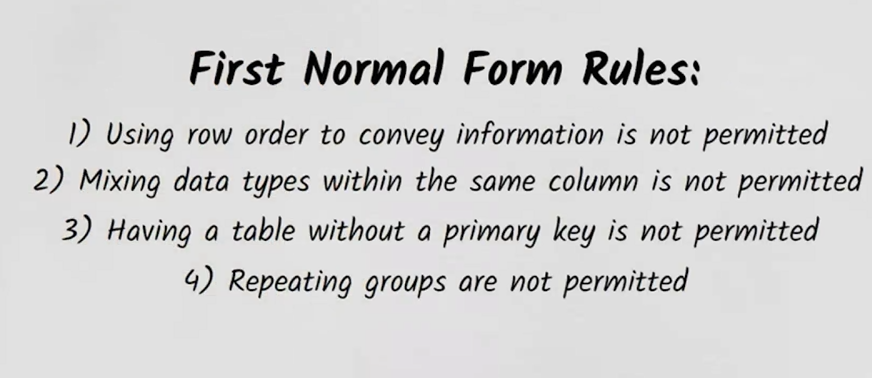 First Normal Form Rules:
1) Using row order to convey information is not permitted
2) Mixing data types within the same column is not permitted
3) Having a table without a primary key is not permitted
4) Repeating groups are not permitted